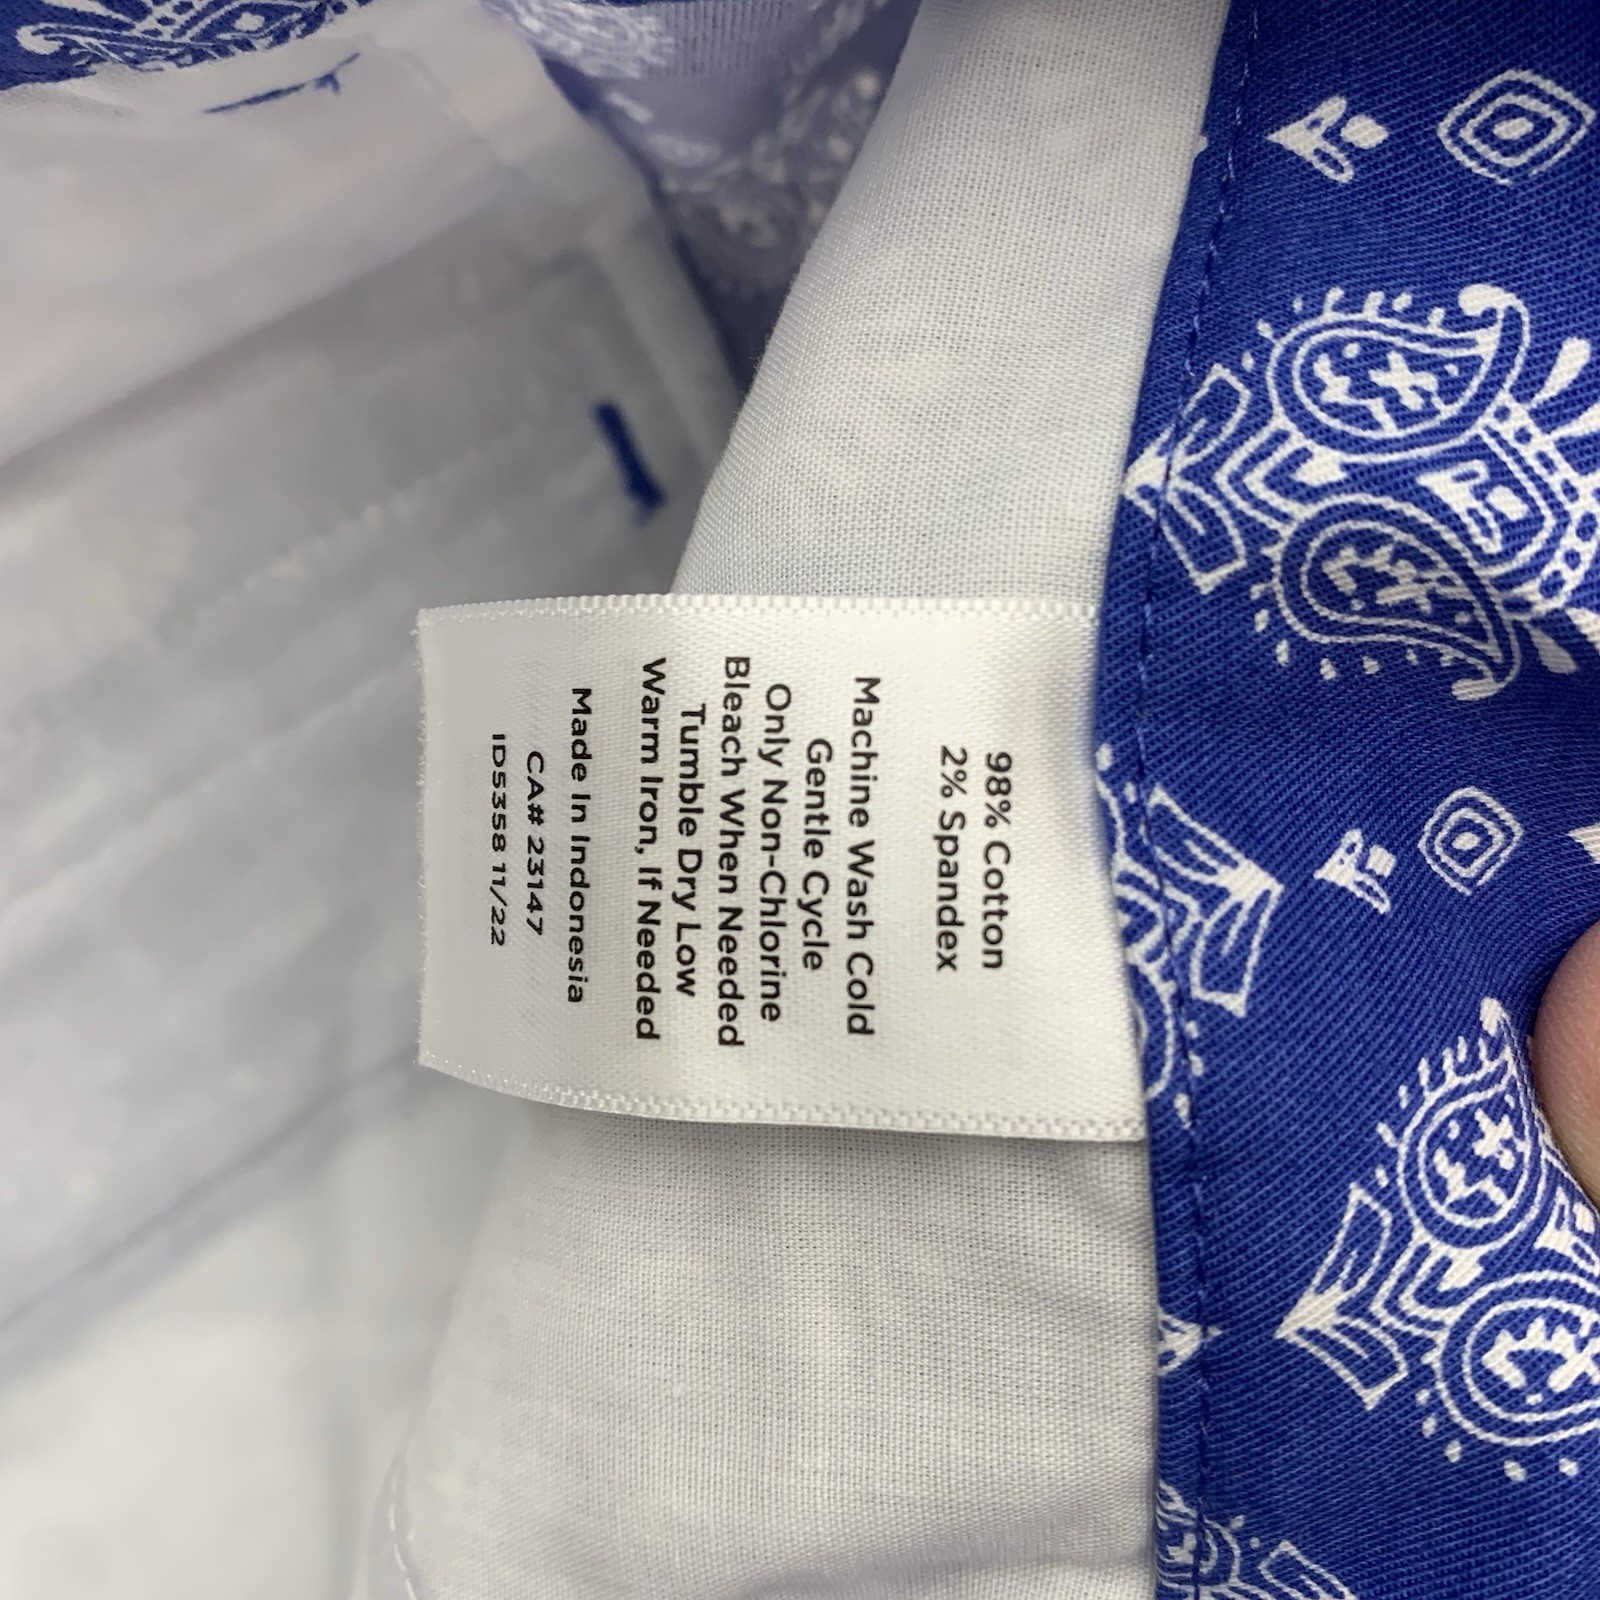 98% Cotton
2% Spandex
Machine Wash Cold
Gentle Cycle
Only Non-Chlorine
Bleach When Needed
Tumble Dry Low
Warm Iron, If Needed
Made In Indonesia
CA# 23147
ID5358 11/22